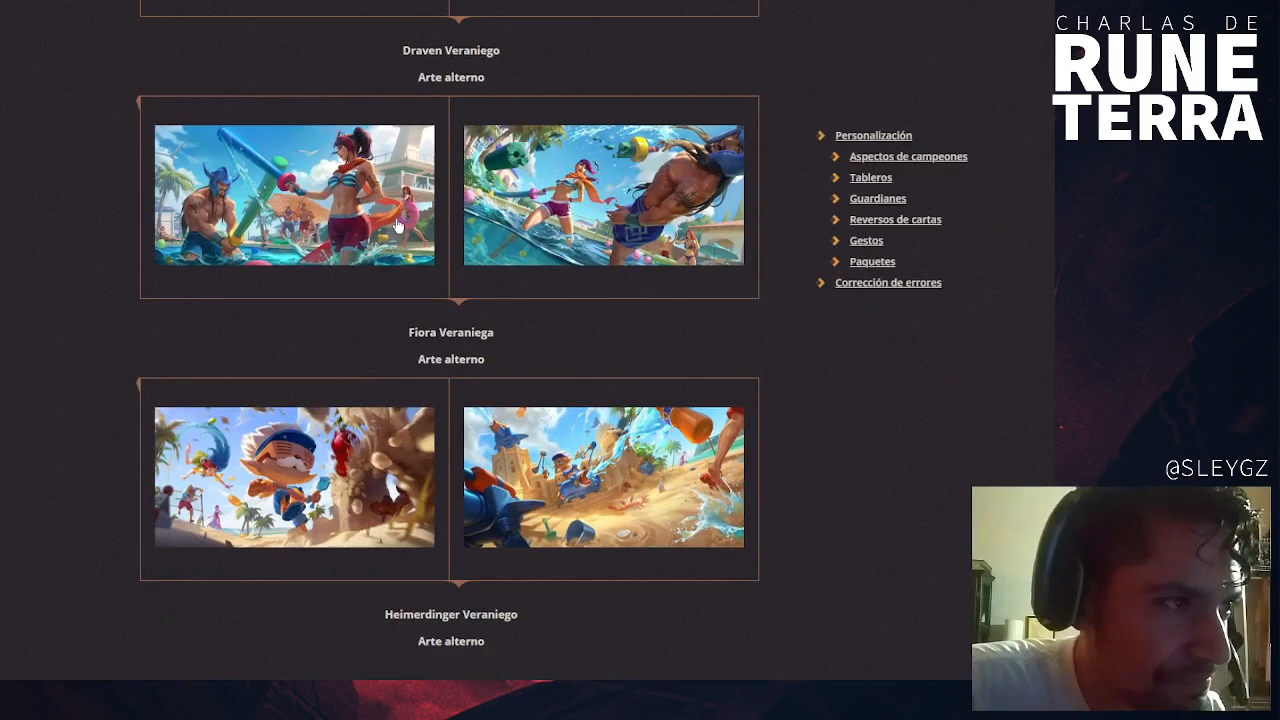 Draven Veraniego
Arte alterno
Fiora Veraniega
Arte alterno
Heimerdinger Veraniego
Arte alterno
Personalización
Aspectos de campeones
Tableros
Guardianes
Reversos de cartas
Gestos
Paquetes
Corrección de errores
CHARLAS DE
RUNE
TERRA
@SLEYGZ